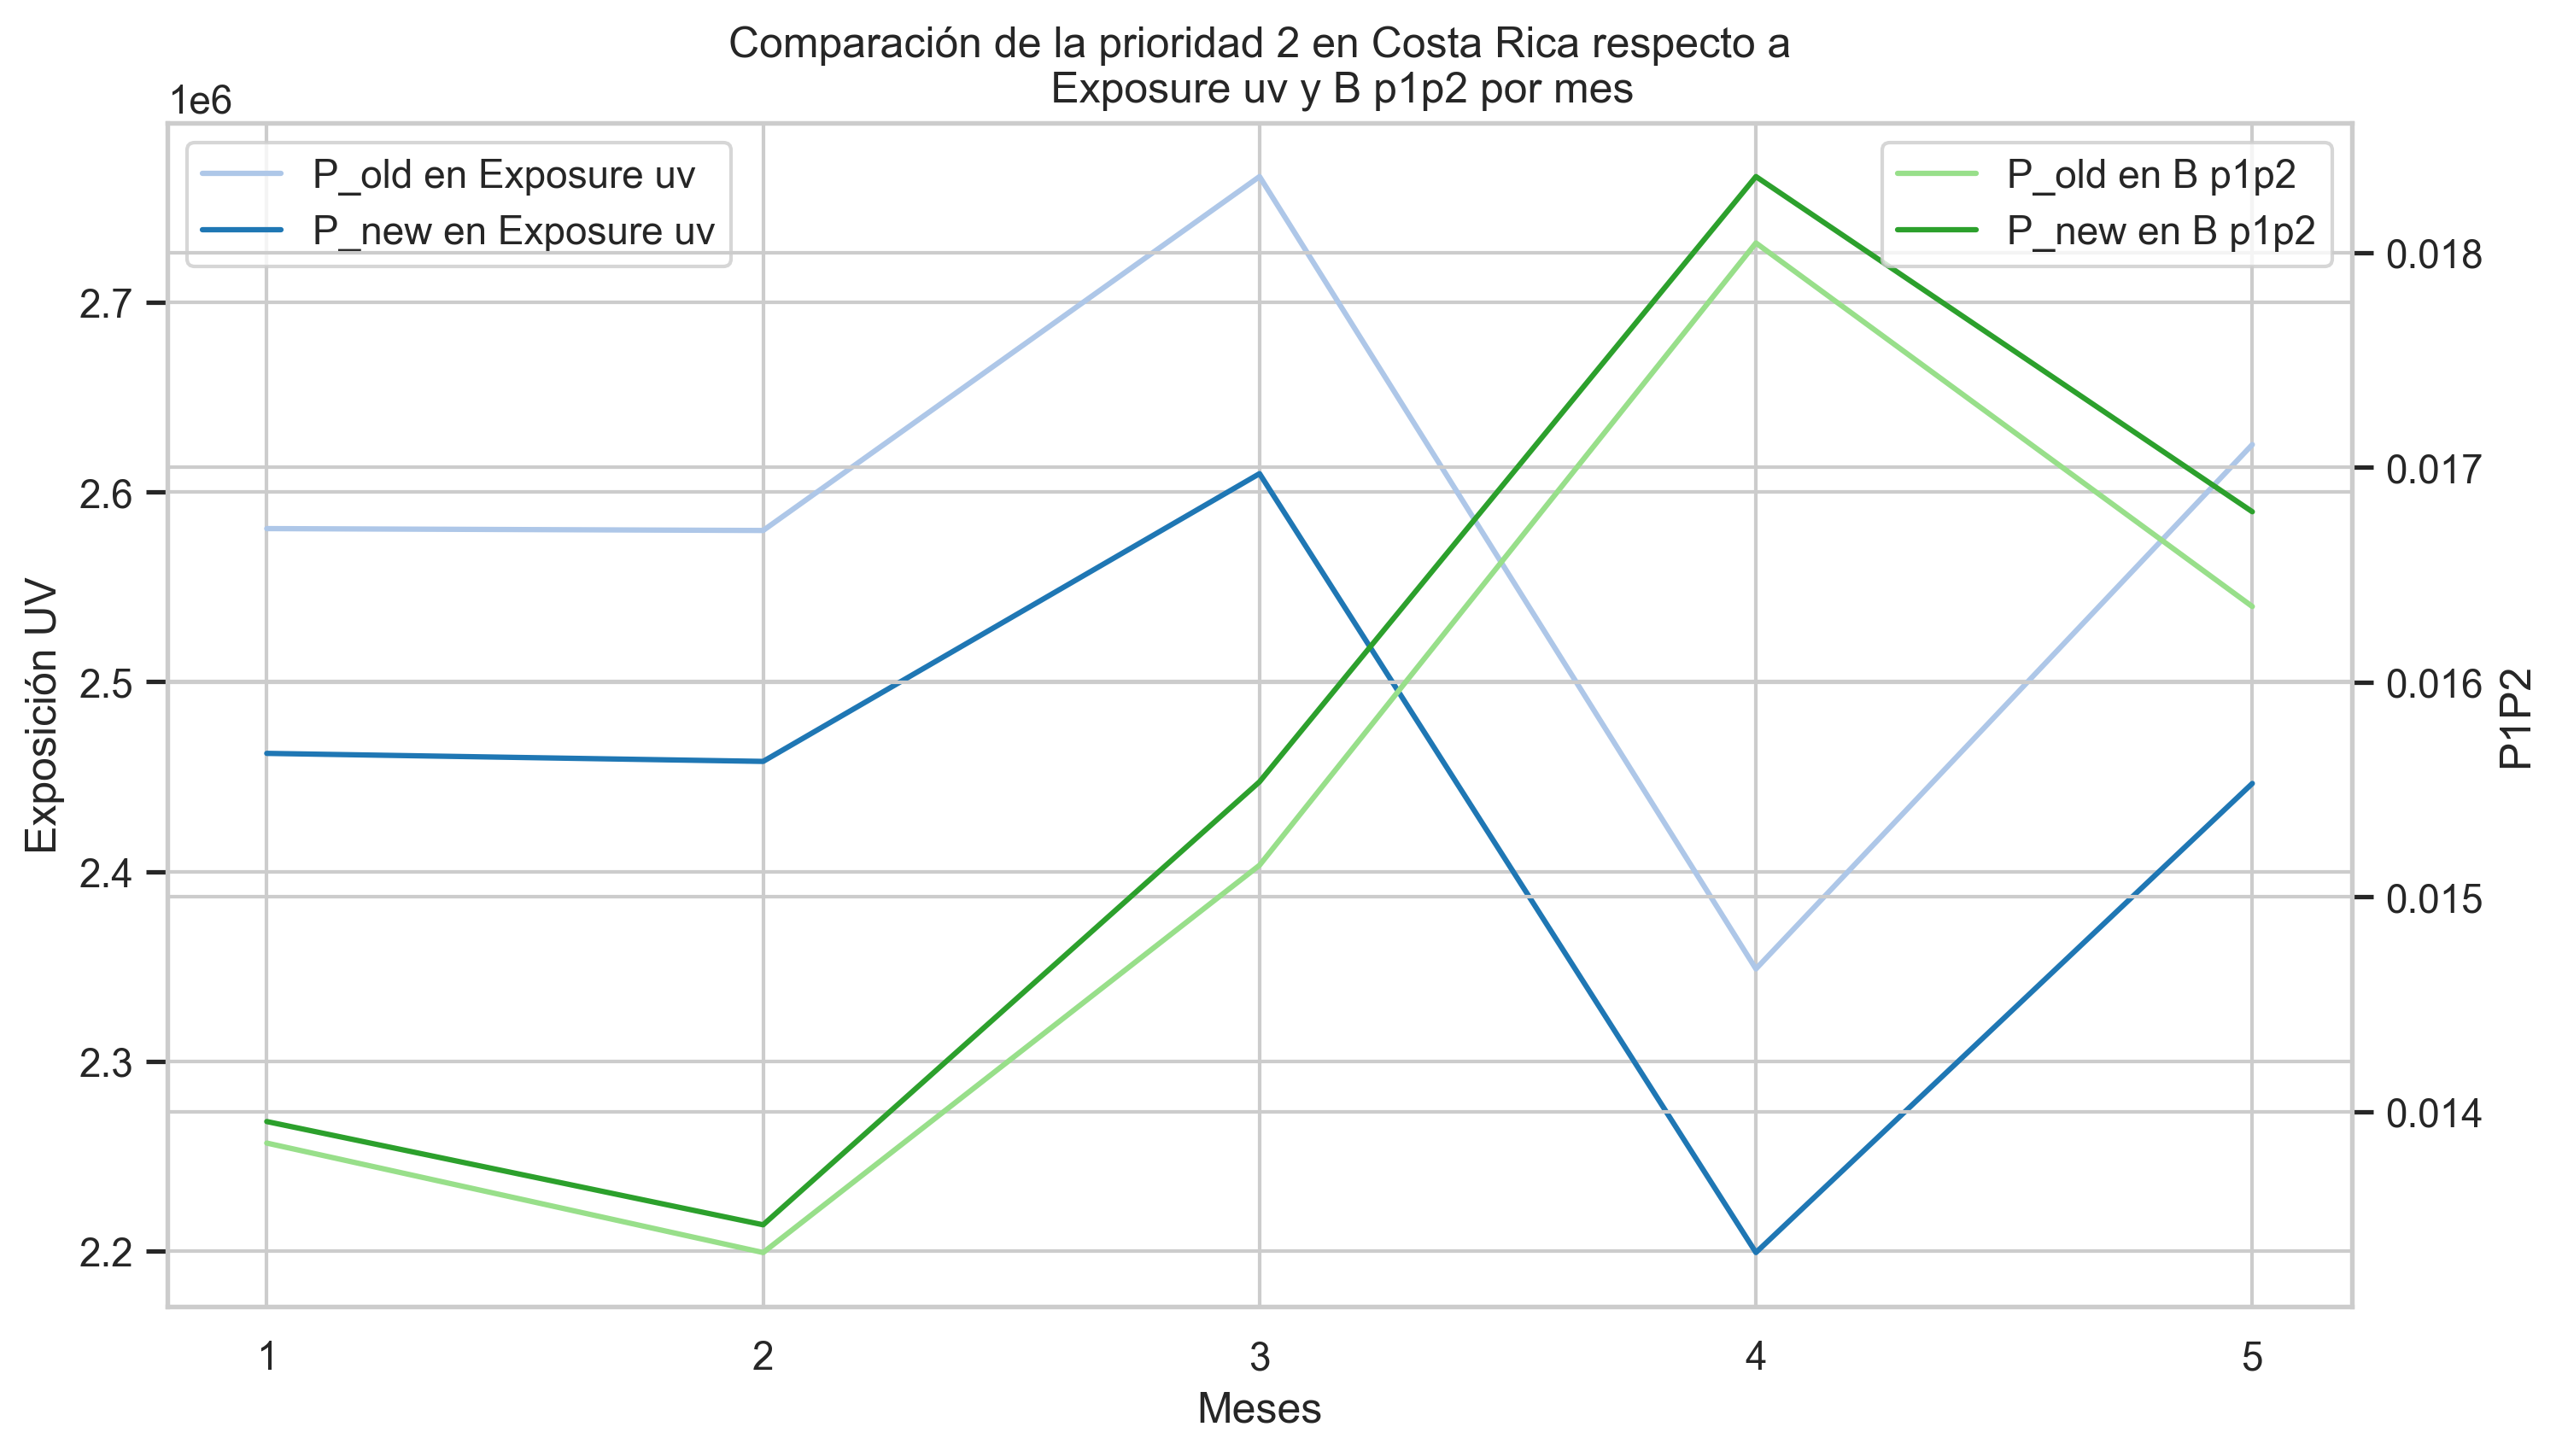 Comparación de la prioridad 2 en Costa Rica respecto a
Exposure uv y B p1p2 por mes
1e6
P_old en Exposure uv
P_new en Exposure uv
P_old en B p1p2
P_new en B p1p2
2.7
2.6
2.5
2.4
2.3
2.2
Exposición UV
0.018
0.017
0.016
0.015
0.014
P1P2
1 2 3 4 5
Meses